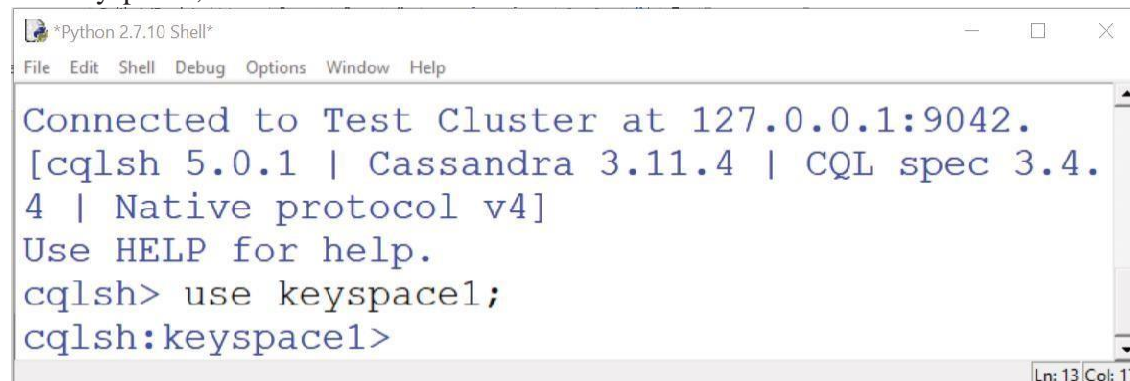 *Python 2.7.10 Shell*
File Edit Shell Debug Options Window Help
Connected to Test Cluster at 127.0.0.1:9042.
[cqlsh 5.0.1 | Cassandra 3.11.4 | CQL spec 3.4.
4 | Native protocol v4]
Use HELP for help.
cqlsh> use keyspace1;
cqlsh:keyspace1>
Ln: 13 Col: 1